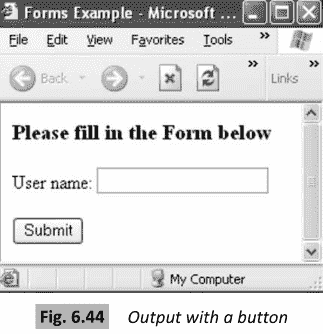 Forms Example - Microsoft ...
File Edit View Favorites Tools »
Back » Links »
Please fill in the Form below
User name:
Submit
My Computer
Fig. 6.44 Output with a button